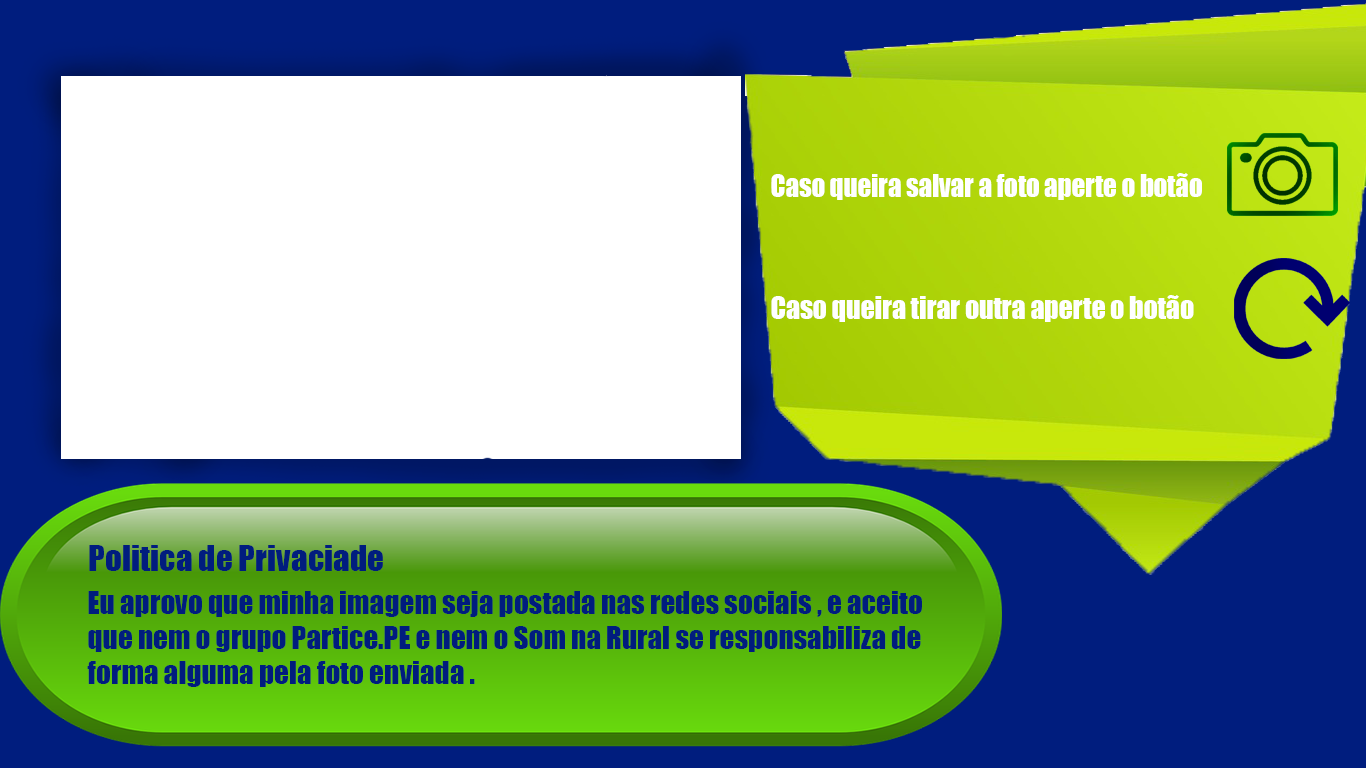 Caso queira salvar a foto aperte o botão
Caso queira tirar outra aperte o botão
Politica de Privaciade
Eu aprovo que minha imagem seja postada nas redes sociais , e aceito
que nem o grupo Partice.PE e nem o Som na Rural se responsabiliza de
forma alguma pela foto enviada .